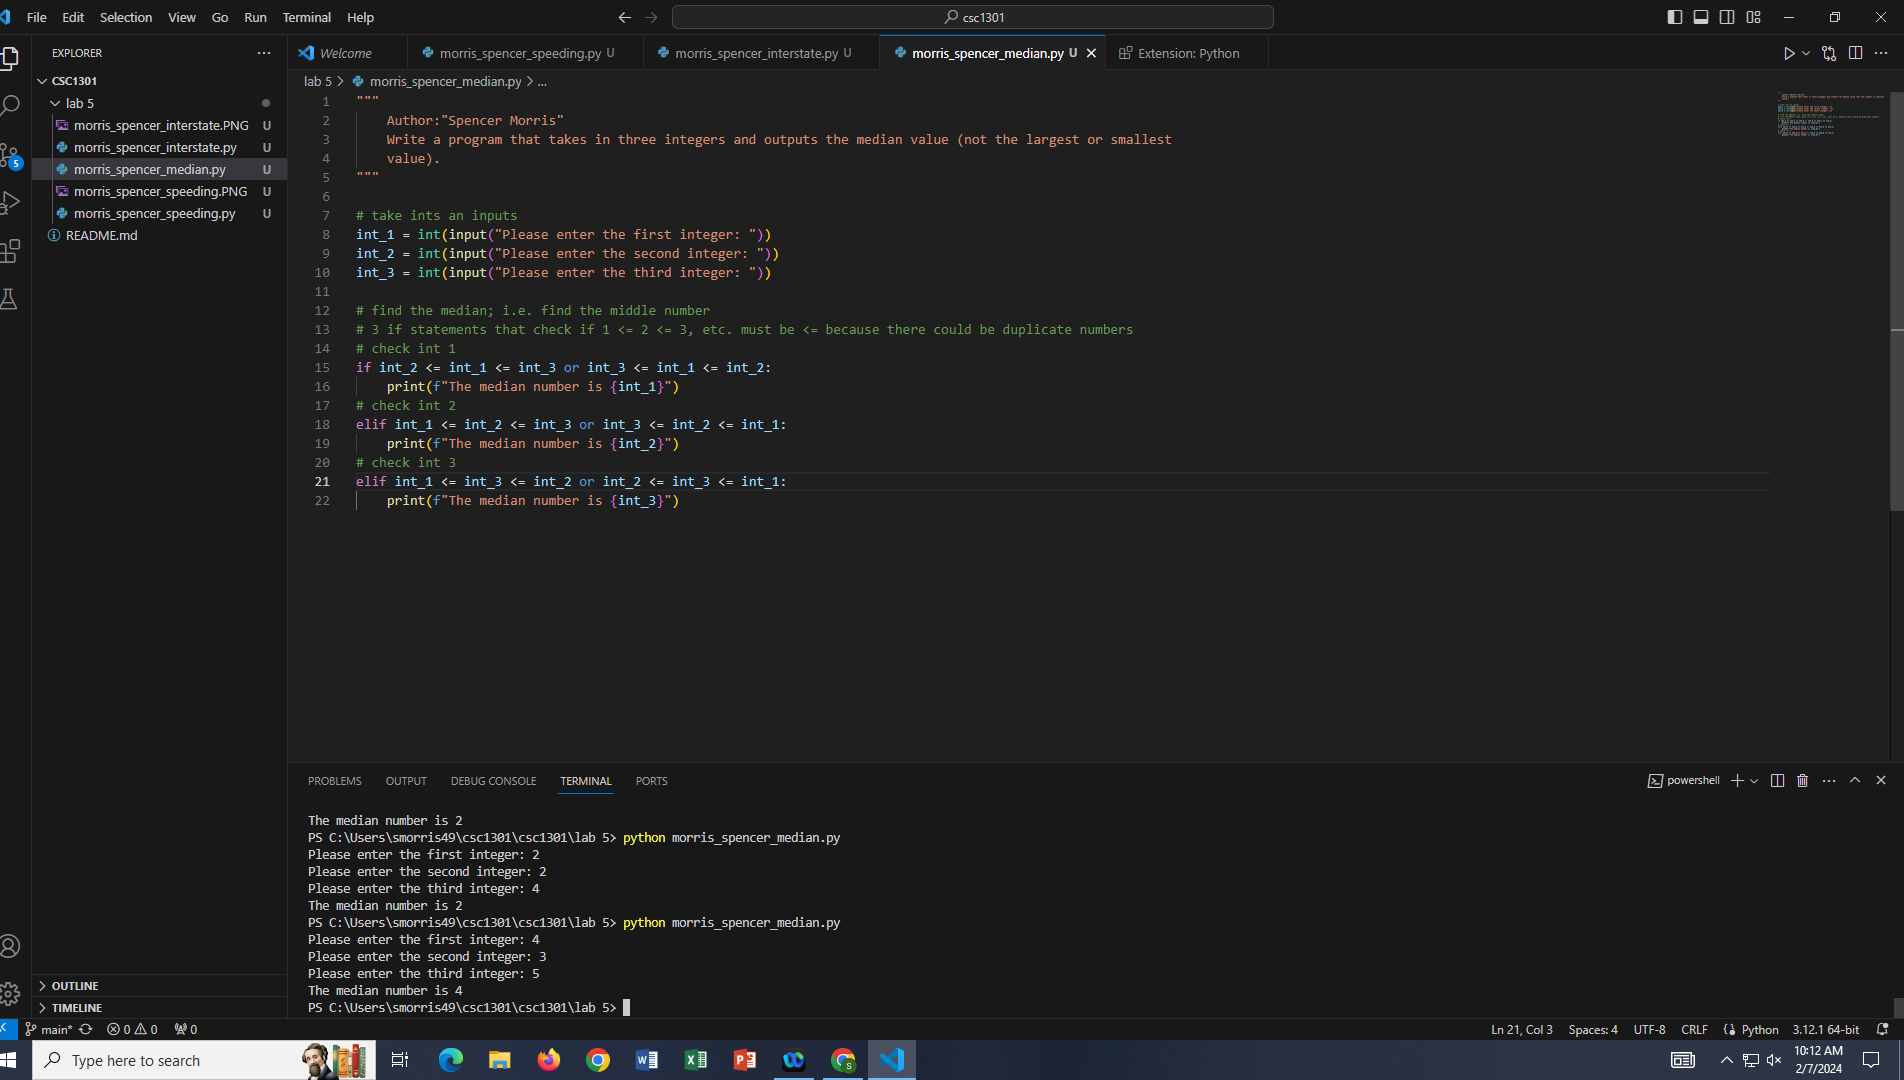 File Edit Selection View Go Run Terminal Help
csc1301
EXPLORER
Welcome
morris_spencer_speeding.py U
morris_spencer_interstate.py U
morris_spencer_median.py U
Extension: Python
CSC1301
lab 5
morris_spencer_interstate.PNG U
morris_spencer_interstate.py U
morris_spencer_median.py U
morris_spencer_speeding.PNG U
morris_spencer_speeding.py U
README.md
5
lab 5 > morris_spencer_median.py > ...
1 """
2 Author:"Spencer Morris"
3 Write a program that takes in three integers and outputs the median value (not the largest or smallest
4 value).
5 """
6
7 # take ints an inputs
8 int_1 = int(input("Please enter the first integer: "))
9 int_2 = int(input("Please enter the second integer: "))
10 int_3 = int(input("Please enter the third integer: "))
11
12 # find the median; i.e. find the middle number
13 # 3 if statements that check if 1 <= 2 <= 3, etc. must be <= because there could be duplicate numbers
14 # check int 1
15 if int_2 <= int_1 <= int_3 or int_3 <= int_1 <= int_2:
16 print(f"The median number is {int_1}")
17 # check int 2
18 elif int_1 <= int_2 <= int_3 or int_3 <= int_2 <= int_1:
19 print(f"The median number is {int_2}")
20 # check int 3
21 elif int_1 <= int_3 <= int_2 or int_2 <= int_3 <= int_1:
22 print(f"The median number is {int_3}")
PROBLEMS OUTPUT DEBUG CONSOLE TERMINAL PORTS
powershell
The median number is 2
PS C:\Users\smorris49\csc1301\csc1301\lab 5> python morris_spencer_median.py
Please enter the first integer: 2
Please enter the second integer: 2
Please enter the third integer: 4
The median number is 2
PS C:\Users\smorris49\csc1301\csc1301\lab 5> python morris_spencer_median.py
Please enter the first integer: 4
Please enter the second integer: 3
Please enter the third integer: 5
The median number is 4
PS C:\Users\smorris49\csc1301\csc1301\lab 5>
OUTLINE
TIMELINE
main* 0 0 0
Ln 21, Col 3 Spaces: 4 UTF-8 CRLF Python 3.12.1 64-bit
Type here to search
10:12 AM
2/7/2024